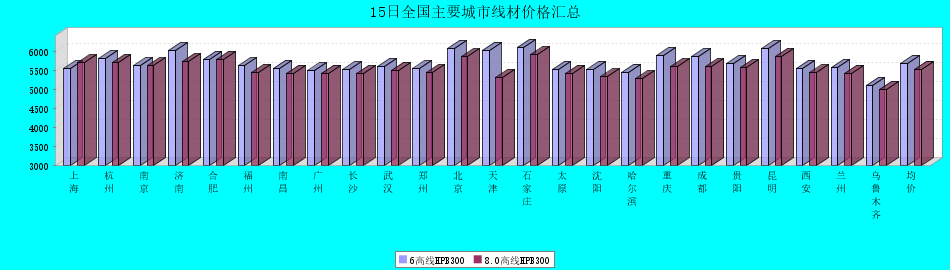 15日全国主要城市线材价格汇总
6000
5500
5000
4500
4000
3500
3000
上海 杭州 南京 济南 合肥 福州 南昌 广州 长沙 武汉 郑州 北京 天津 石家庄 太原 沈阳 哈尔滨 重庆 成都 贵阳 昆明 西安 兰州 乌鲁木齐 均价
6高线HPB300 8.0高线HPB300